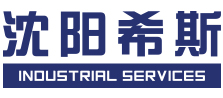 沈阳希斯
INDUSTRIAL SERVICES